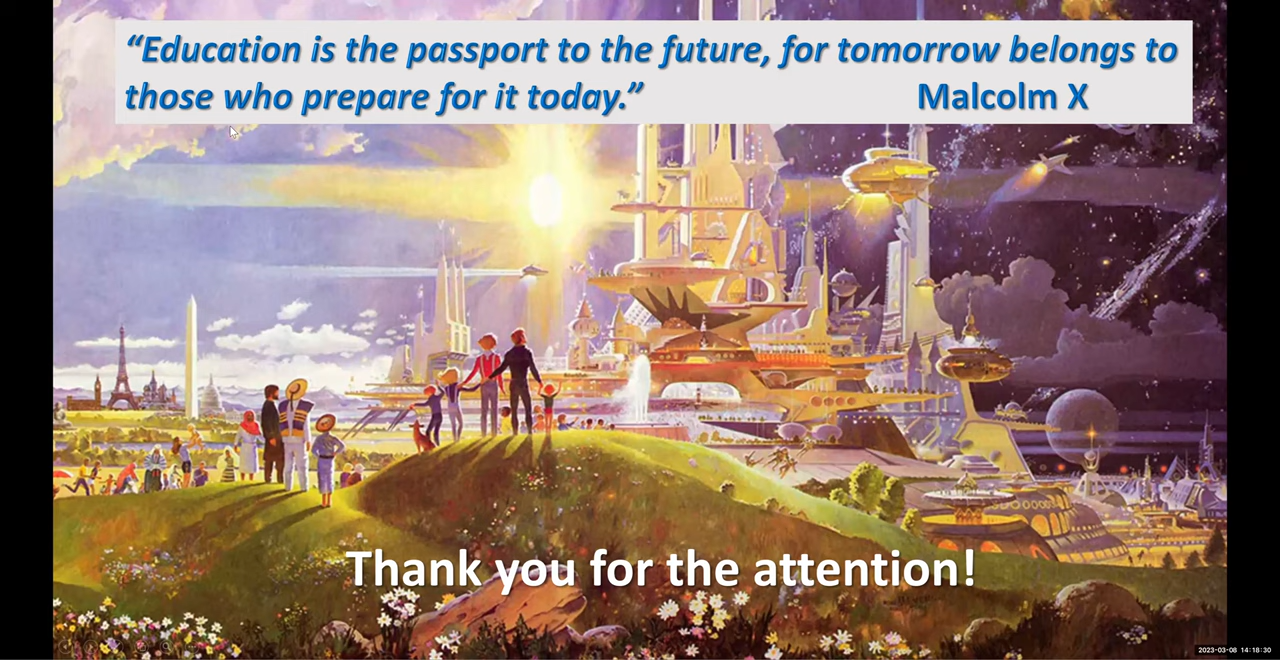 “Education is the passport to the future, for tomorrow belongs to
those who prepare for it today.” Malcolm X
Thank you for the attention!
2023-03-08 14:18:30